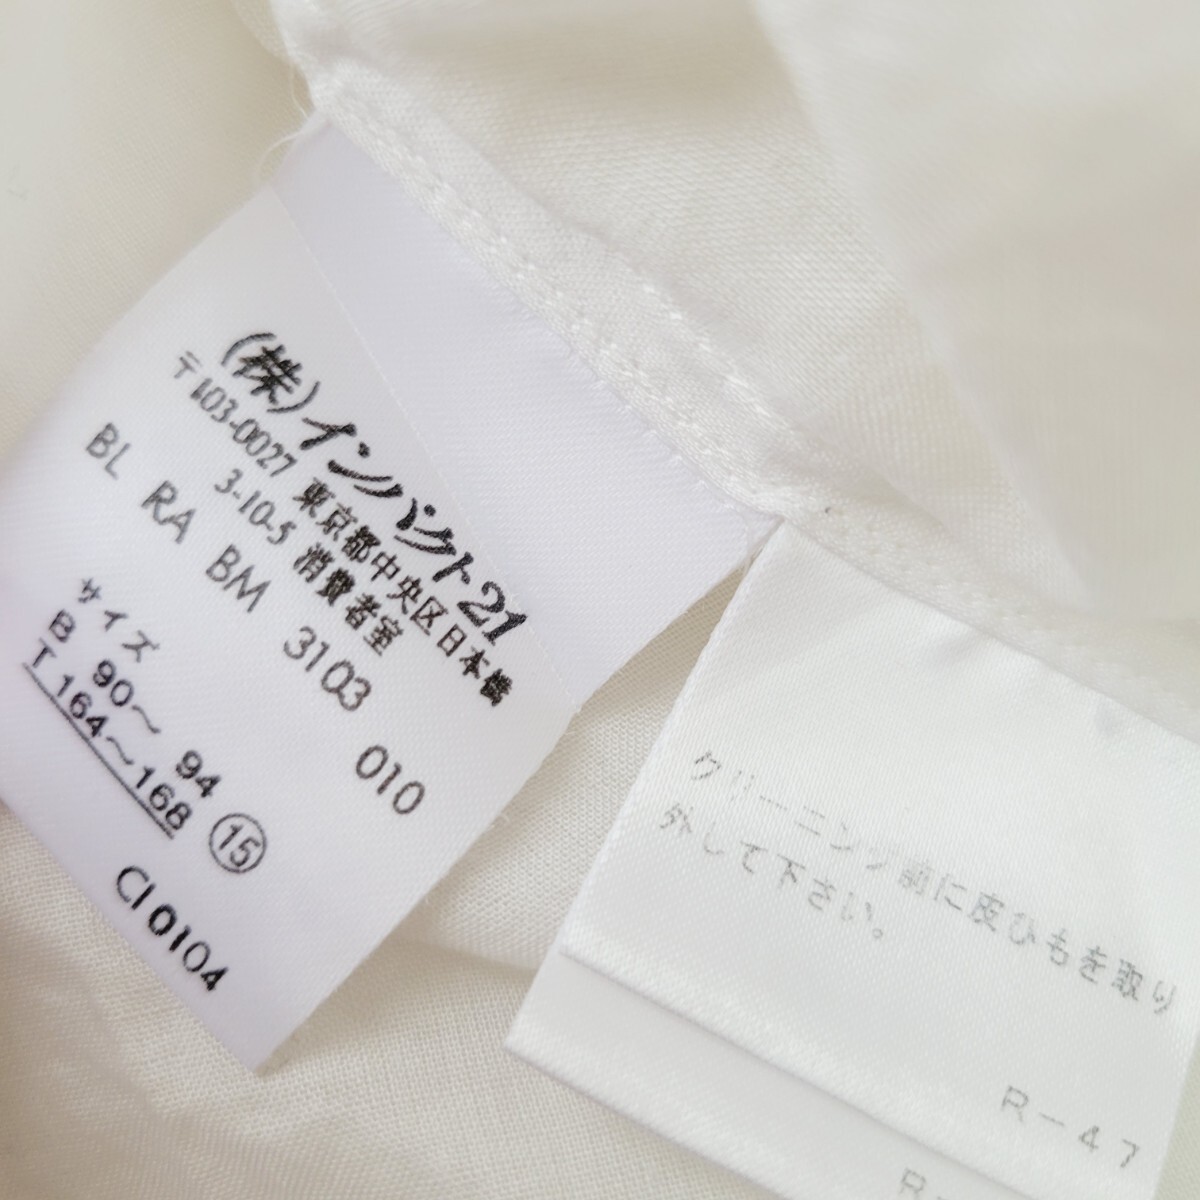 (株)インパクト21
〒103-0027 東京都中央区日本橋
3-10-5 消費者室
BL RA BM 3103 010
サイズ
B 90〜 94
T 164〜168 ⑮
CI 0104
クリーニング前に皮ひもを取り
外して下さい。
R-47
R-